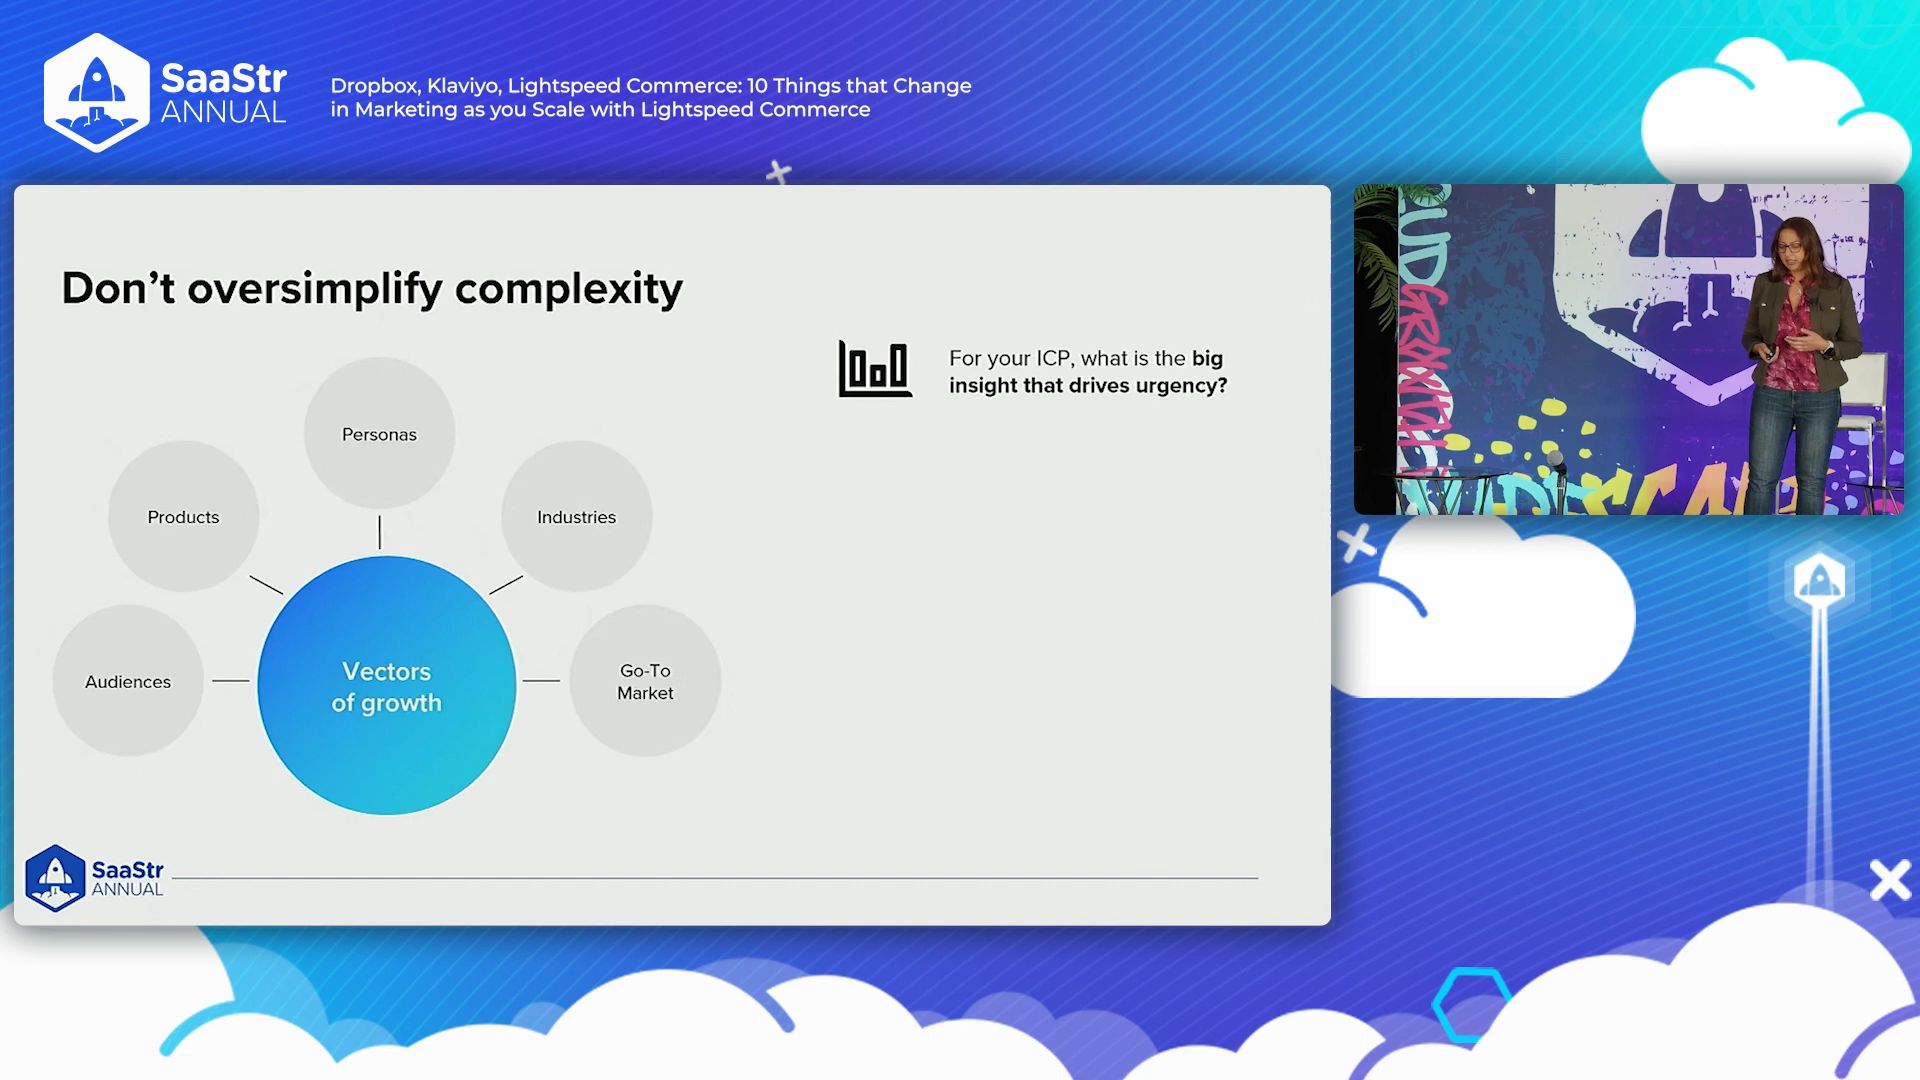 SaaStr
ANNUAL
Dropbox, Klaviyo, Lightspeed Commerce: 10 Things that Change
in Marketing as you Scale with Lightspeed Commerce
Don’t oversimplify complexity
For your ICP, what is the big
insight that drives urgency?
Personas
Products
Industries
Audiences
Vectors
of growth
Go-To
Market
SaaStr
ANNUAL